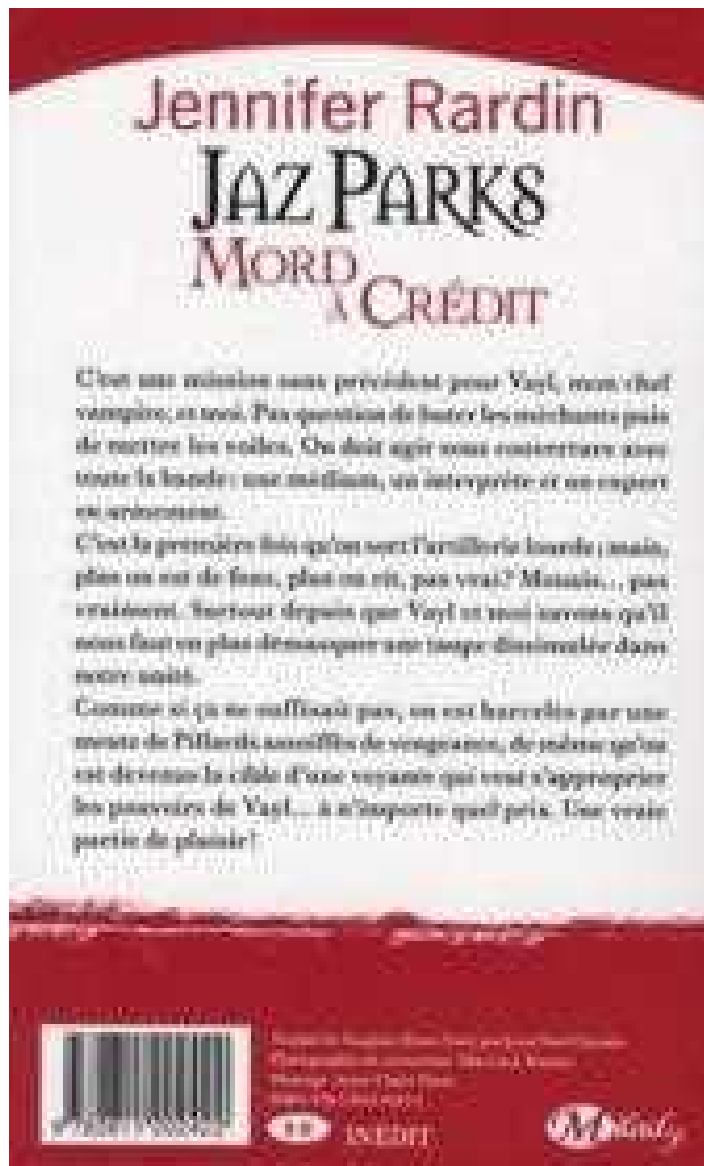 Jennifer Rardin
JAZ PARKS
MORD
À CRÉDIT
C'est une mission sans précédent pour Vayl, mon chef
vampire, et moi. Pas question de buter les méchants puis
de mettre les voiles. On doit agir sous couverture avec
toute la bande : une médium, un interprète et un expert
en armement.
C'est la première fois qu'on sort l'artillerie lourde ; mais,
plus on est de fous, plus on rit, pas vrai ? Mouais... pas
vraiment. Surtout depuis que Vayl et moi savons qu'il
nous faut en plus démasquer une taupe dissimulée dans
notre unité.
Comme si ça ne suffisait pas, on est harcelés par une
meute de Pillards assoiffés de vengeance, de même qu'on
est devenus la cible d'une voyante qui veut s'approprier
les pouvoirs de Vayl... à n'importe quel prix. Une vraie
partie de plaisir !
INÉDIT
Milady